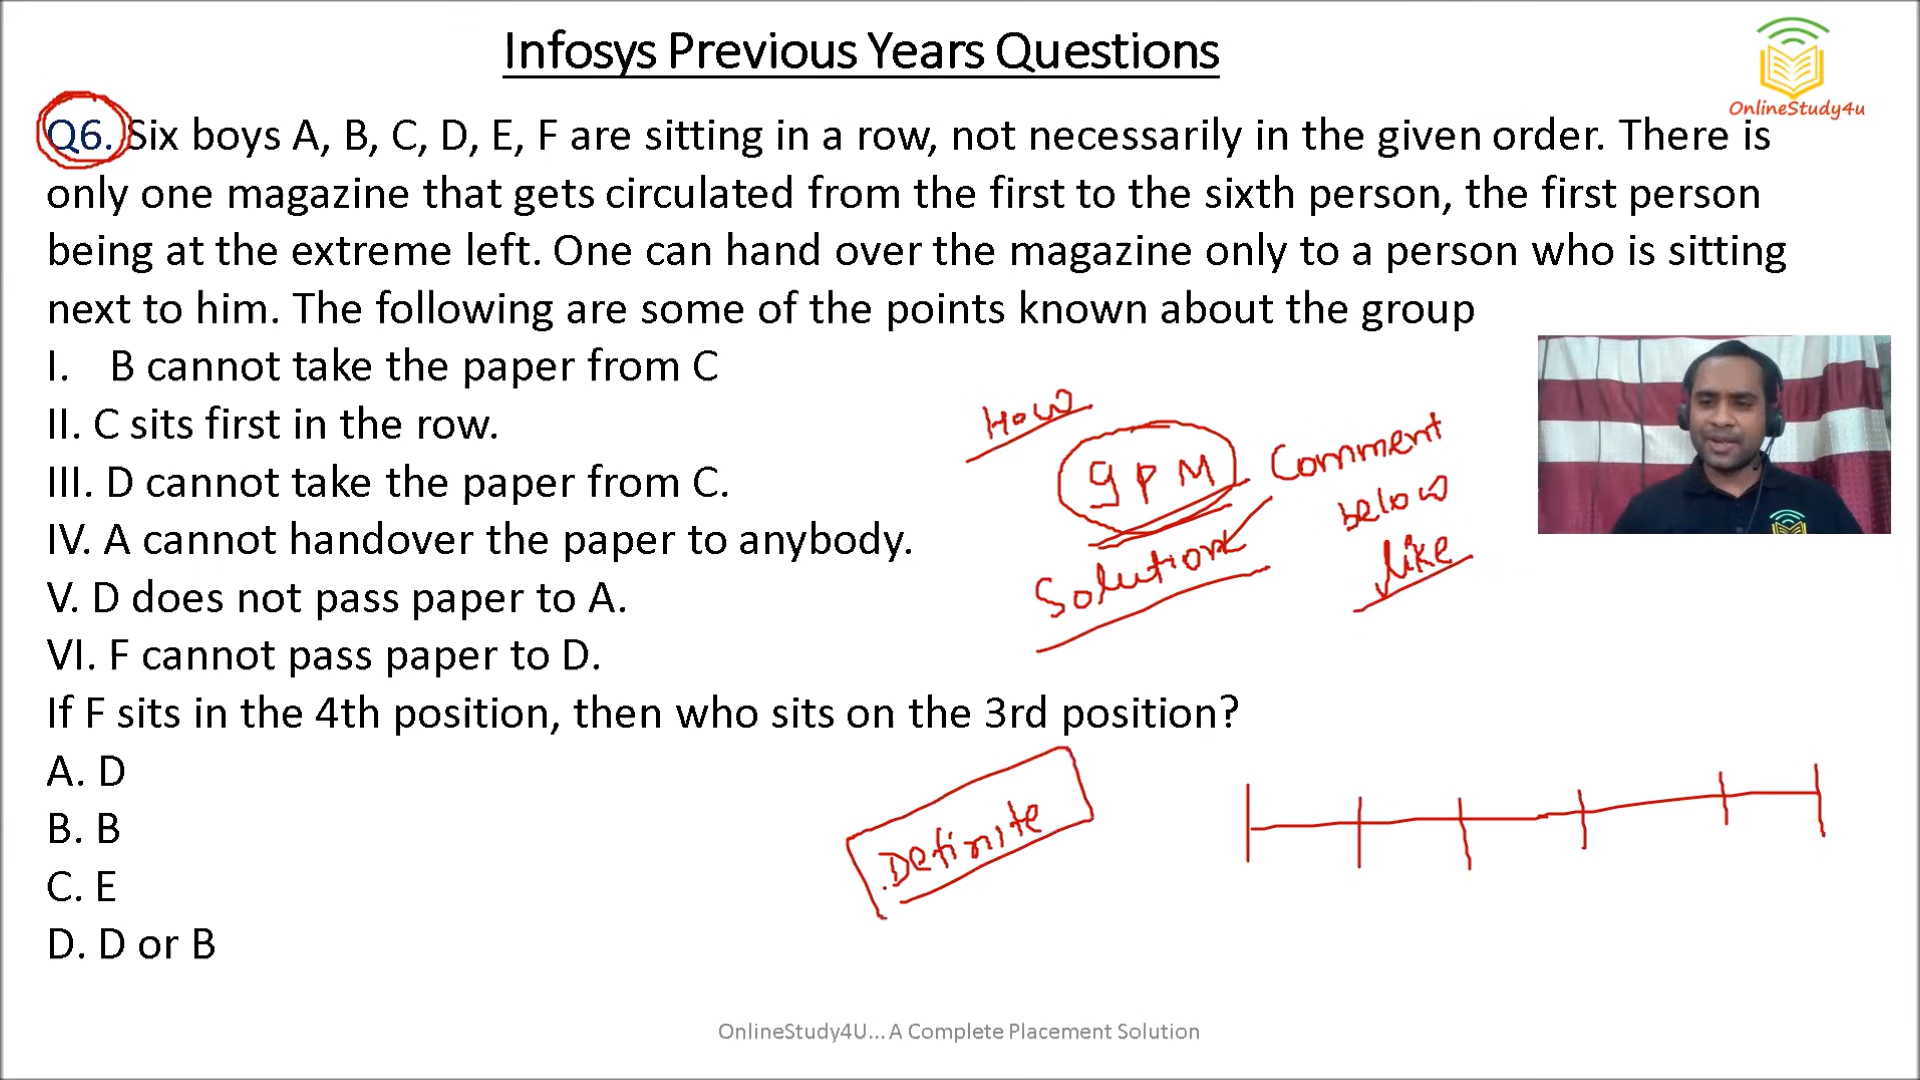 Infosys Previous Years Questions
OnlineStudy4u
Q6. Six boys A, B, C, D, E, F are sitting in a row, not necessarily in the given order. There is
only one magazine that gets circulated from the first to the sixth person, the first person
being at the extreme left. One can hand over the magazine only to a person who is sitting
next to him. The following are some of the points known about the group
I. B cannot take the paper from C
II. C sits first in the row.
III. D cannot take the paper from C.
IV. A cannot handover the paper to anybody.
V. D does not pass paper to A.
VI. F cannot pass paper to D.
If F sits in the 4th position, then who sits on the 3rd position?
A. D
B. B
C. E
D. D or B
How
9 PM
Comment
below
like
Solution
Definite
OnlineStudy4U... A Complete Placement Solution